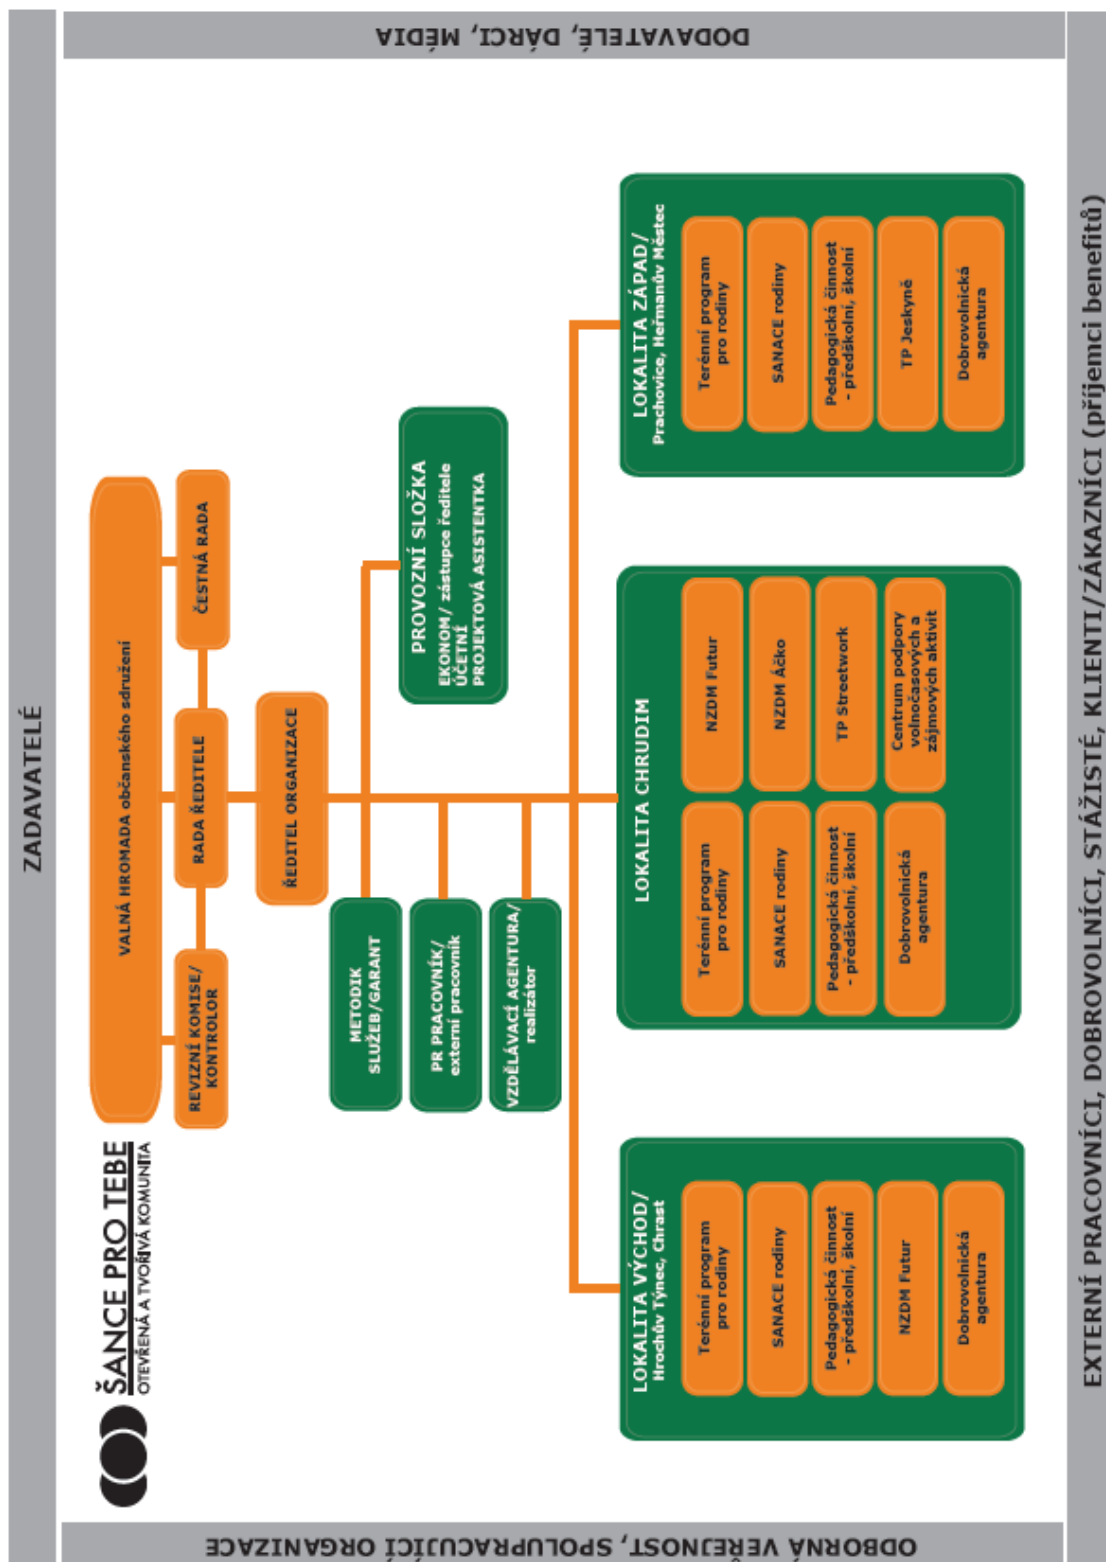 ZADAVATELÉ
ŠANCE PRO TEBE
OTEVŘENÁ A TVOŘIVÁ KOMUNITA
VALNÁ HROMADA občanského sdružení
REVIZNÍ KOMISE/
KONTROLOR
RADA ŘEDITELE
ČESTNÁ RADA
ŘEDITEL ORGANIZACE
METODIK
SLUŽEB/GARANT
PR PRACOVNÍK/
externí pracovník
VZDĚLÁVACÍ AGENTURA/
realizátor
PROVOZNÍ SLOŽKA
EKONOM/ zástupce ředitele
ÚČETNÍ
PROJEKTOVÁ ASISTENTKA
LOKALITA VÝCHOD/
Hrochův Týnec, Chrast
Terénní program
pro rodiny
SANACE rodiny
Pedagogická činnost
- předškolní, školní
NZDM Futur
Dobrovolnická
agentura
LOKALITA CHRUDIM
Terénní program
pro rodiny
SANACE rodiny
Pedagogická činnost
- předškolní, školní
Dobrovolnická
agentura
NZDM Futur
NZDM Áčko
TP Streetwork
Centrum podpory
volnočasových a
zájmových aktivit
LOKALITA ZÁPAD/
Prachovice, Heřmanův Městec
Terénní program
pro rodiny
SANACE rodiny
Pedagogická činnost
- předškolní, školní
TP Jeskyně
Dobrovolnická
agentura
ODBORNÁ VEŘEJNOST, SPOLUPRACUJÍCÍ ORGANIZACE
DODAVATELÉ, DÁRCI, MÉDIA
EXTERNÍ PRACOVNÍCI, DOBROVOLNÍCI, STÁŽISTÉ, KLIENTI/ZÁKAZNÍCI (příjemci benefitů)